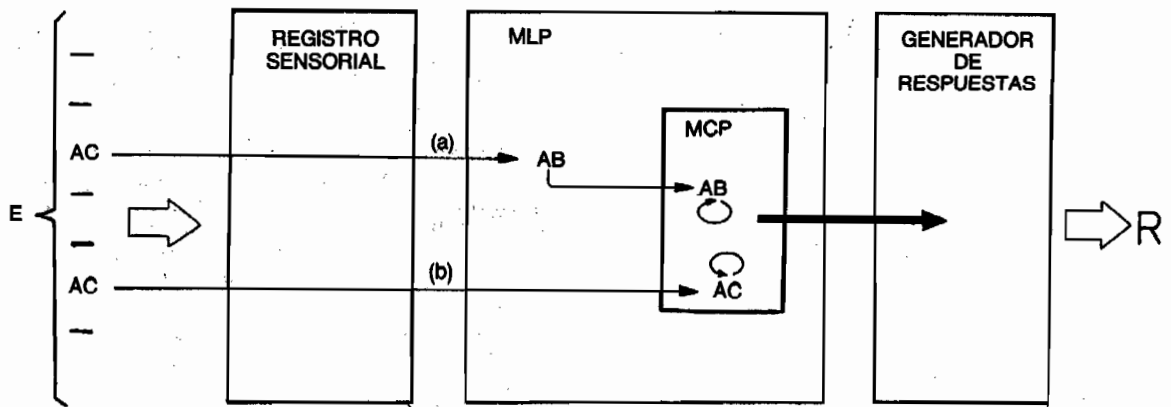 REGISTRO
SENSORIAL
MLP
GENERADOR
DE
RESPUESTAS
MCP
AC
(a)
AB
AB
E
R
AC
(b)
AC